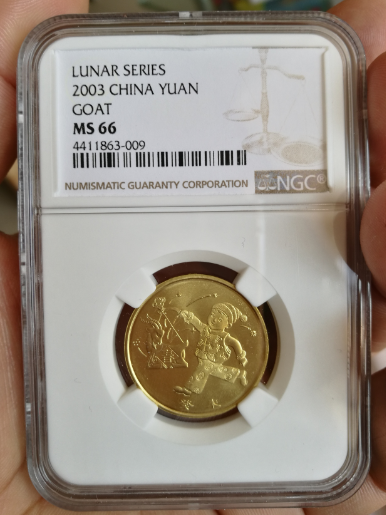 LUNAR SERIES
2003 CHINA YUAN
GOAT
MS 66
4411863-009
NUMISMATIC GUARANTY CORPORATION
NGC®